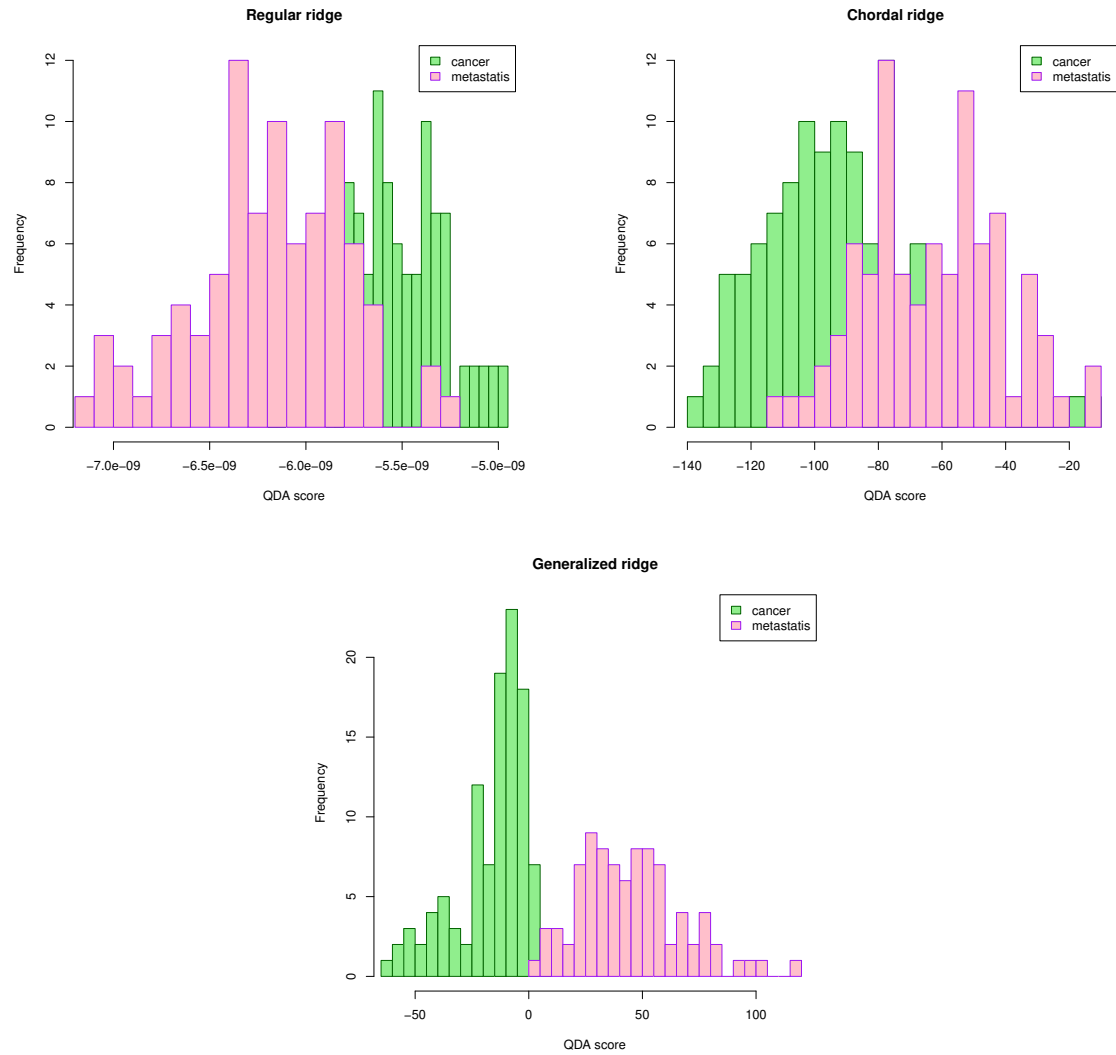 Regular ridge
cancer
metastatis
Frequency
0 2 4 6 8 10 12
−7.0e−09 −6.5e−09 −6.0e−09 −5.5e−09 −5.0e−09
QDA score
Chordal ridge
cancer
metastatis
Frequency
0 2 4 6 8 10 12
−140 −120 −100 −80 −60 −40 −20
QDA score
Generalized ridge
cancer
metastatis
Frequency
0 5 10 15 20
−50 0 50 100
QDA score